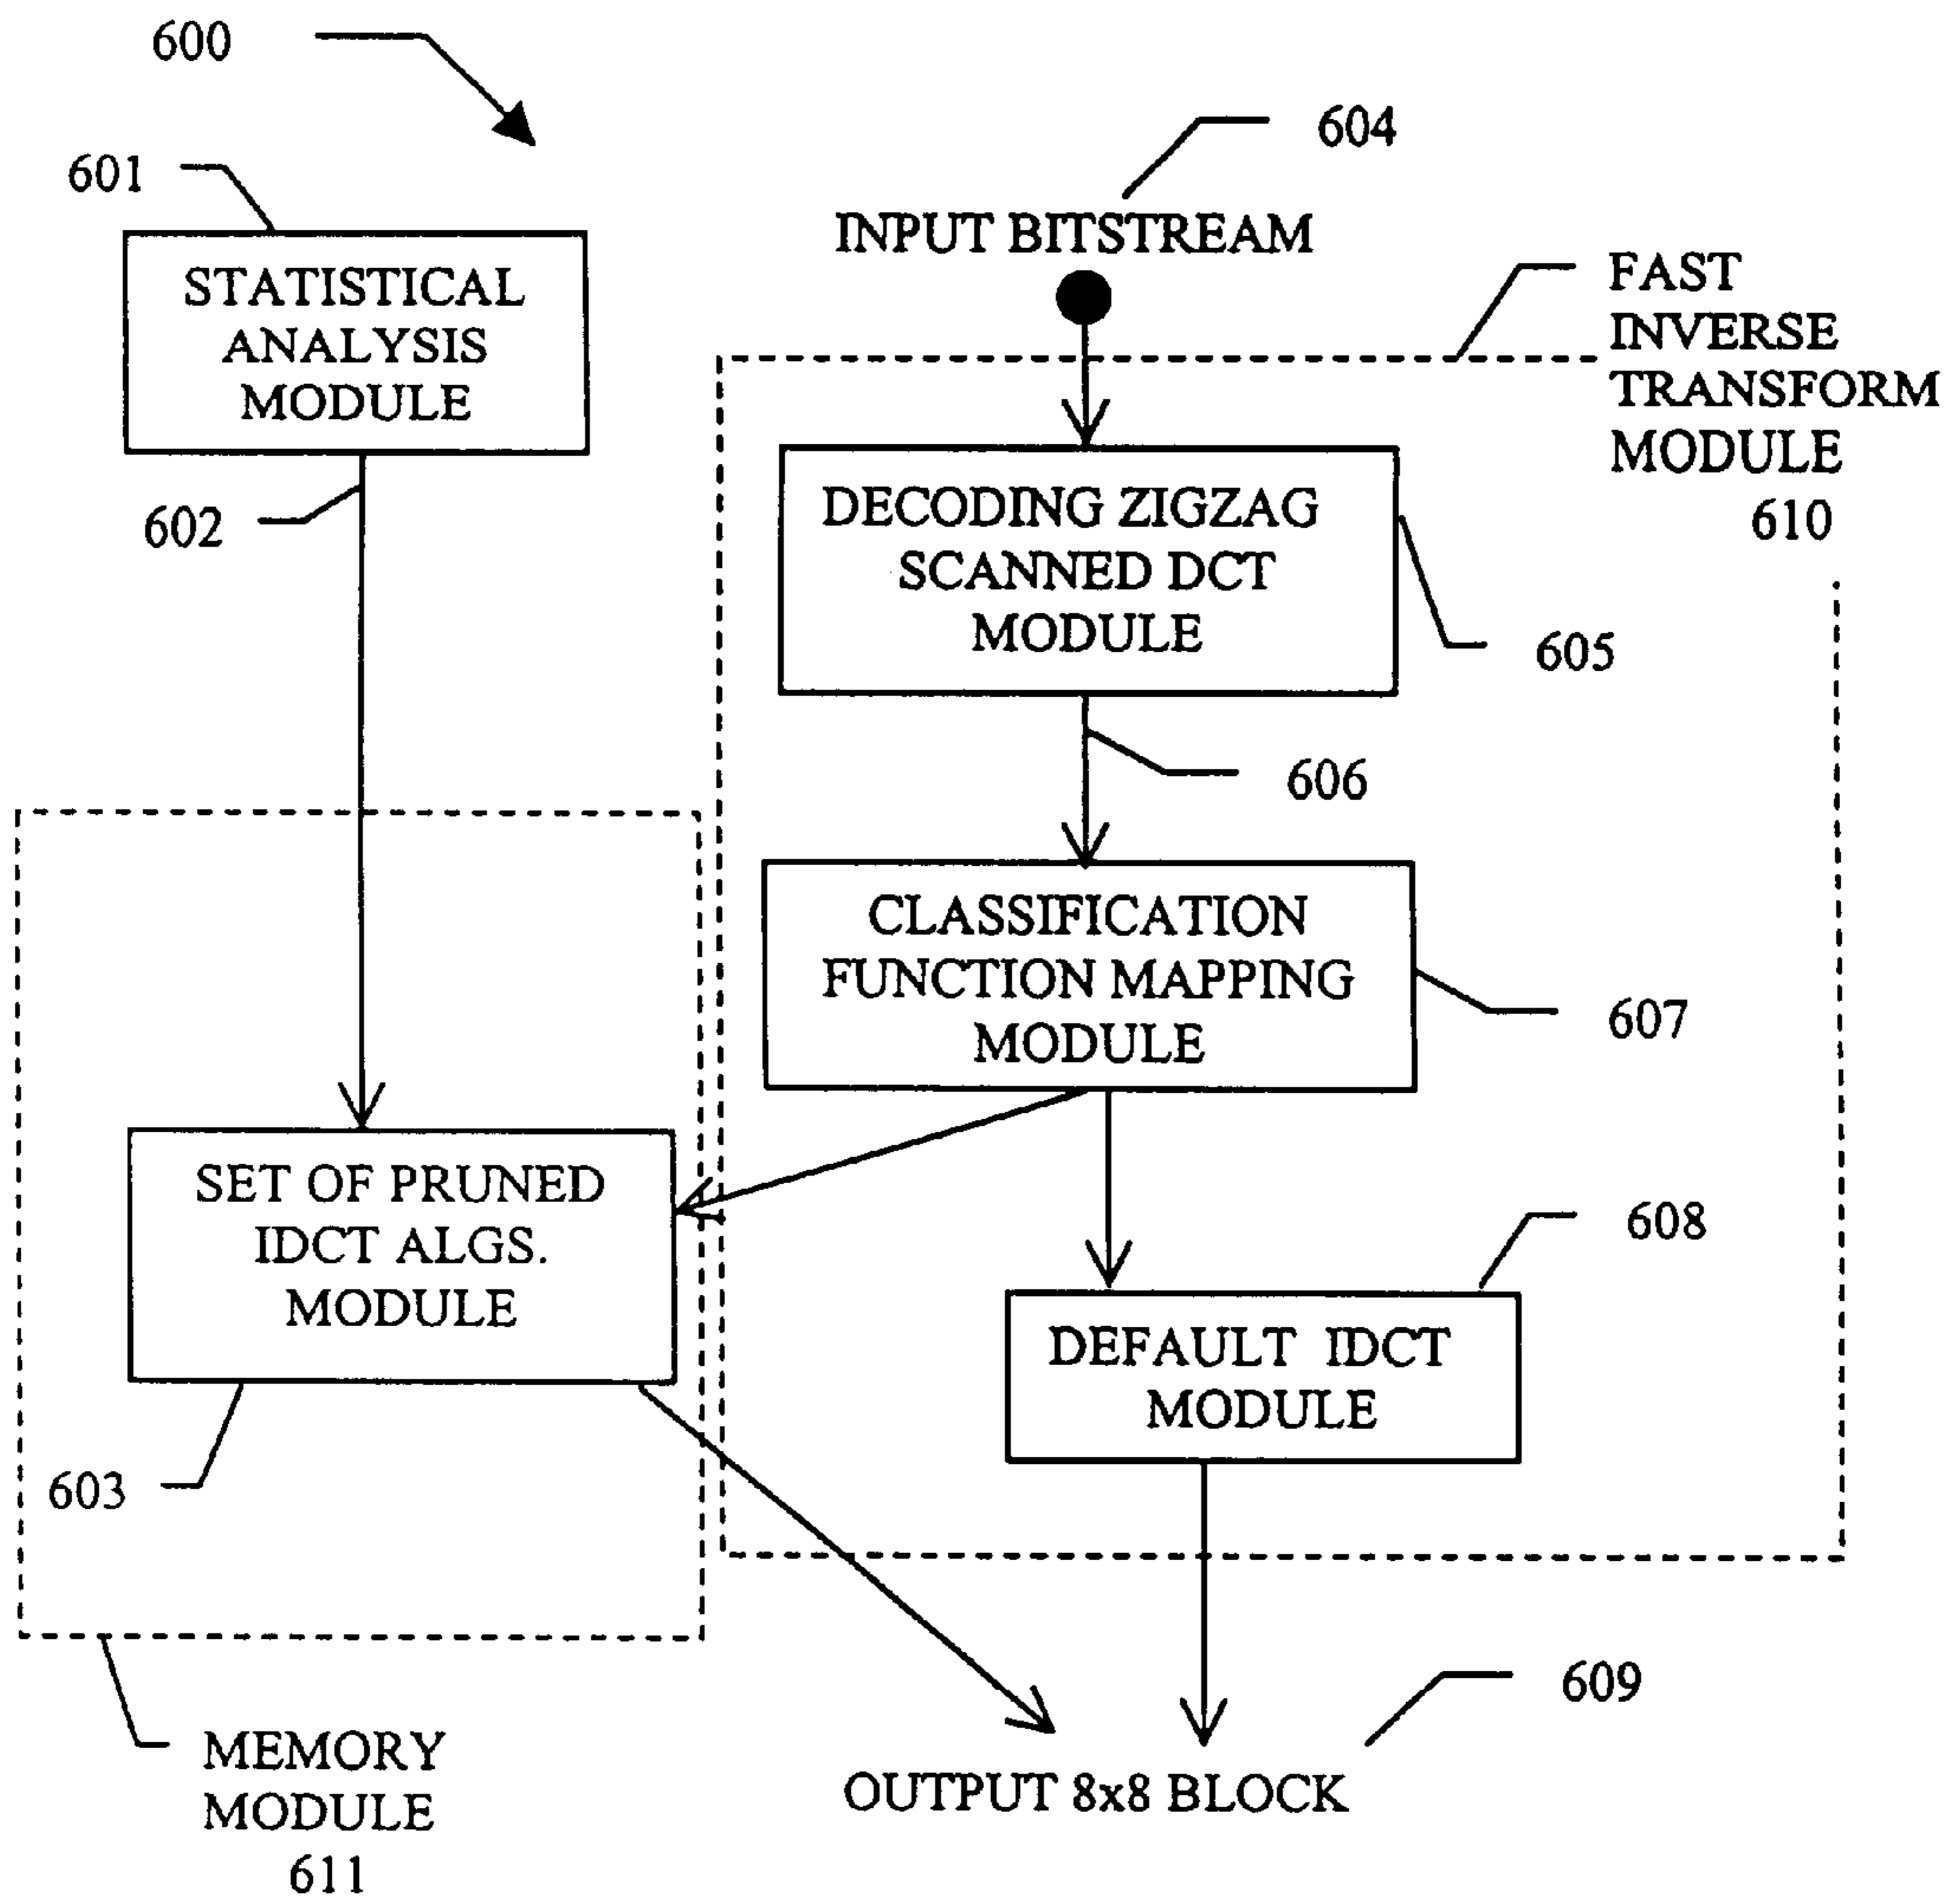 600
604
601
INPUT BITSTREAM
STATISTICAL
ANALYSIS
MODULE
FAST
INVERSE
TRANSFORM
MODULE
610
602
DECODING ZIGZAG
SCANNED DCT
MODULE
605
606
CLASSIFICATION
FUNCTION MAPPING
MODULE
607
SET OF PRUNED
IDCT ALGS.
MODULE
608
DEFAULT IDCT
MODULE
603
609
MEMORY
MODULE
611
OUTPUT 8x8 BLOCK